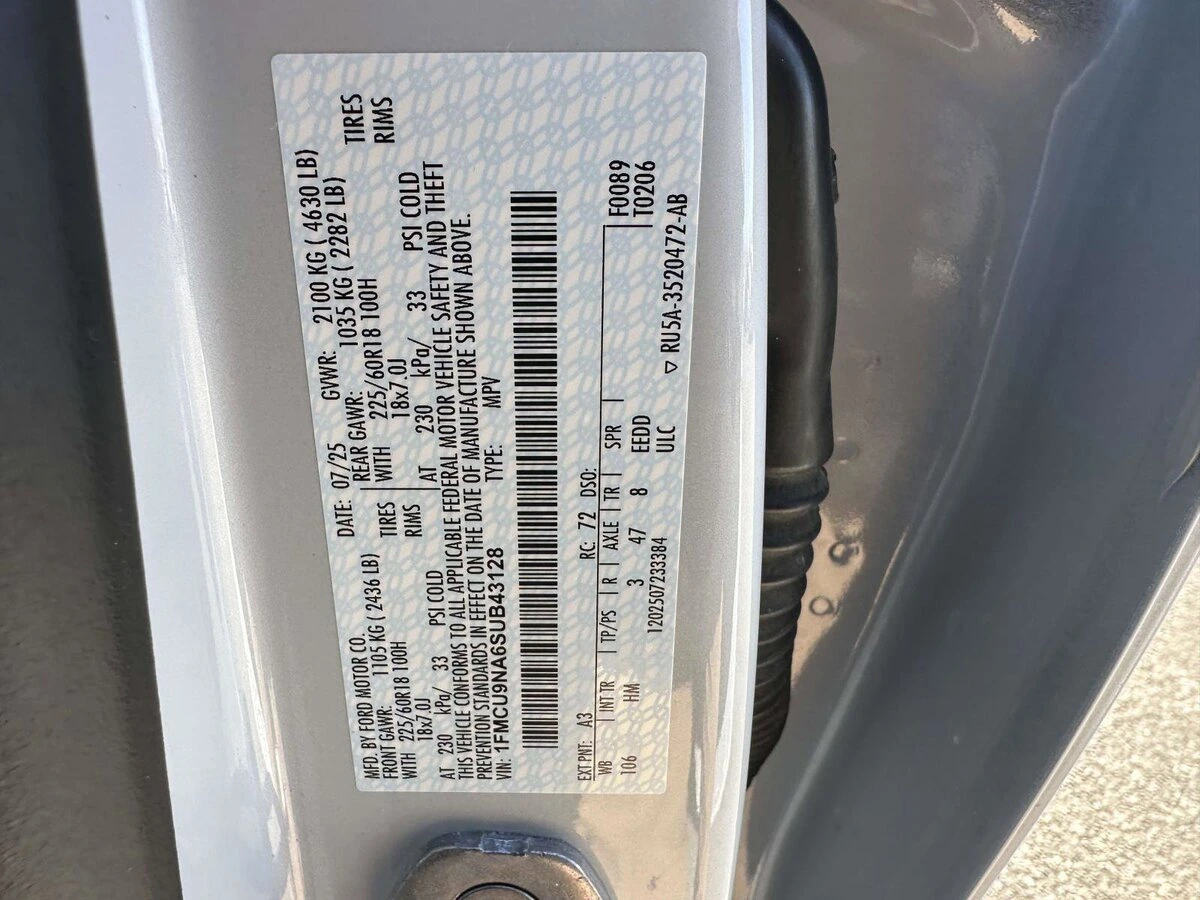 MFD. BY FORD MOTOR CO.
DATE: 07/25 GVWR: 2100 KG ( 4630 LB)
FRONT GAWR: 1105 KG ( 2436 LB) REAR GAWR: 1035 KG ( 2282 LB)
WITH 225/60R18 100H TIRES WITH 225/60R18 100H TIRES
18x7.0J RIMS 18x7.0J RIMS
AT 230 kPa/ 33 PSI COLD AT 230 kPa/ 33 PSI COLD
THIS VEHICLE CONFORMS TO ALL APPLICABLE FEDERAL MOTOR VEHICLE SAFETY AND THEFT
PREVENTION STANDARDS IN EFFECT ON THE DATE OF MANUFACTURE SHOWN ABOVE.
VIN: 1FMCU9NA6SUB43128 TYPE: MPV
EXT PNT: A3 RC: 72 DSO: F0089
WB INT TR TP/PS R AXLE TR SPR T0206
106 HM 3 47 8 EEDD
1202507233384 ULC ▽ RU5A-3520472-AB